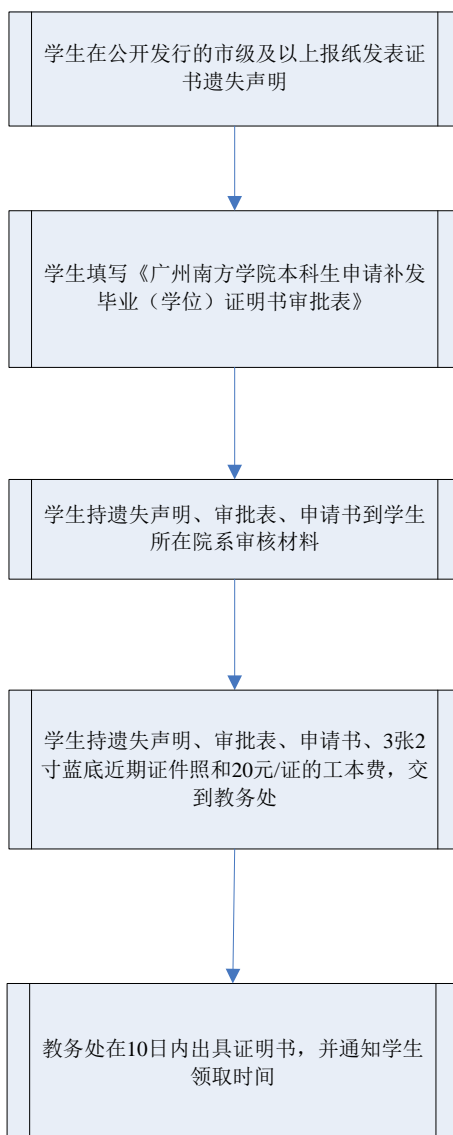 学生在公开发行的市级及以上报纸发表证
书遗失声明
学生填写《广州南方学院本科生申请补发
毕业（学位）证明书审批表》
学生持遗失声明、审批表、申请书到学生
所在院系审核材料
学生持遗失声明、审批表、申请书、3张2
寸蓝底近期证件照和20元/证的工本费，交
到教务处
教务处在10日内出具证明书，并通知学生
领取时间